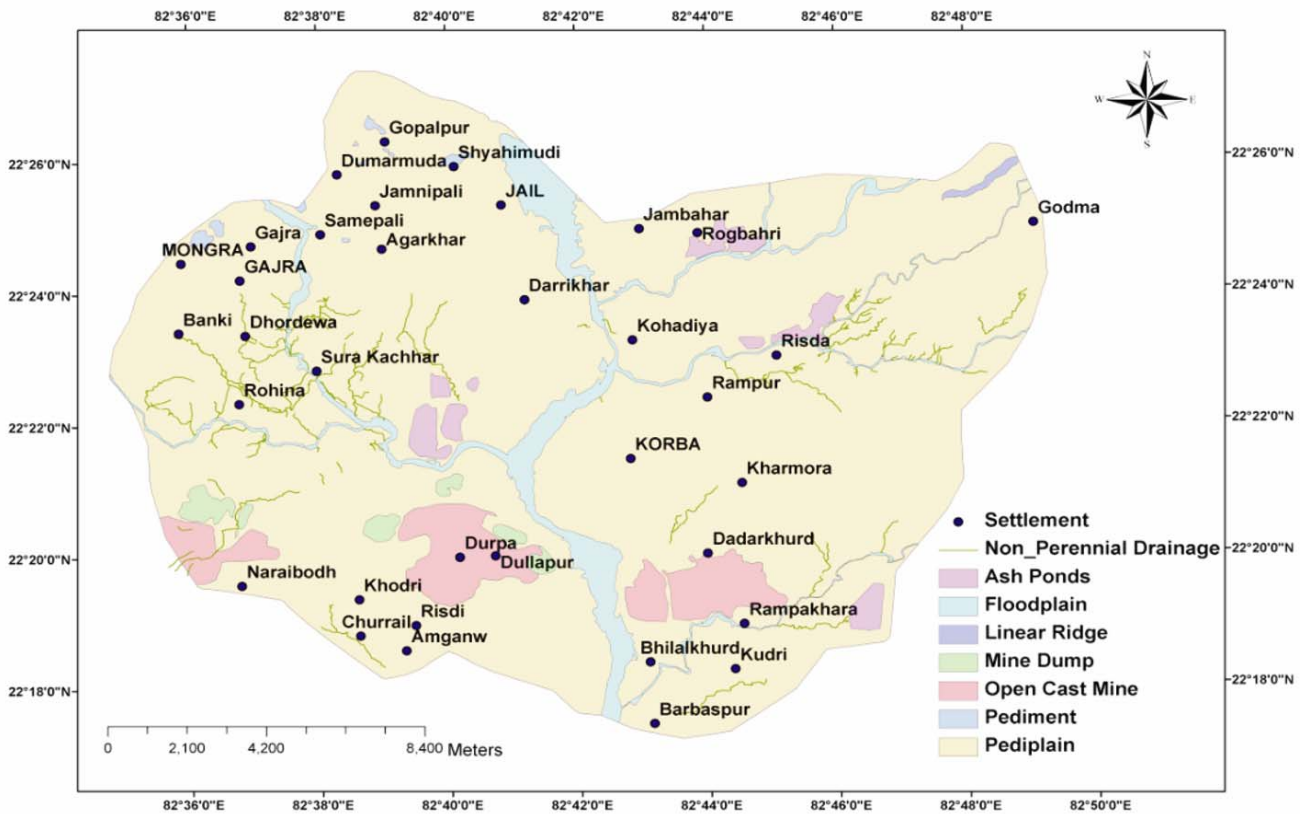 82°36'0"E 82°38'0"E 82°40'0"E 82°42'0"E 82°44'0"E 82°46'0"E 82°48'0"E
N
W E
S
Gopalpur
Shyahimudi
Dumarmuda
22°26'0"N 22°26'0"N
Jamnipali
JAIL
Godma
Samepali
Jambahar
Gajra
Agarkhar
Rogbahri
MONGRA
GAJRA
Darrikhar
22°24'0"N 22°24'0"N
Banki
Dhordewa
Kohadiya
Risda
Sura Kachhar
Rohina
Rampur
22°22'0"N 22°22'0"N
KORBA
Kharmora
Settlement
Durpa
Dadarkhurd
22°20'0"N 22°20'0"N
Non_Perennial Drainage
Dullapur
Naraibodh
Ash Ponds
Khodri
Floodplain
Risdi
Rampakhara
Churrail
Linear Ridge
Amganw
Bhilalkhurd
Kudri
Mine Dump
22°18'0"N 22°18'0"N
Open Cast Mine
Barbaspur
Pediment
Pediplain
0 2,100 4,200 8,400 Meters
82°36'0"E 82°38'0"E 82°40'0"E 82°42'0"E 82°44'0"E 82°46'0"E 82°48'0"E 82°50'0"E